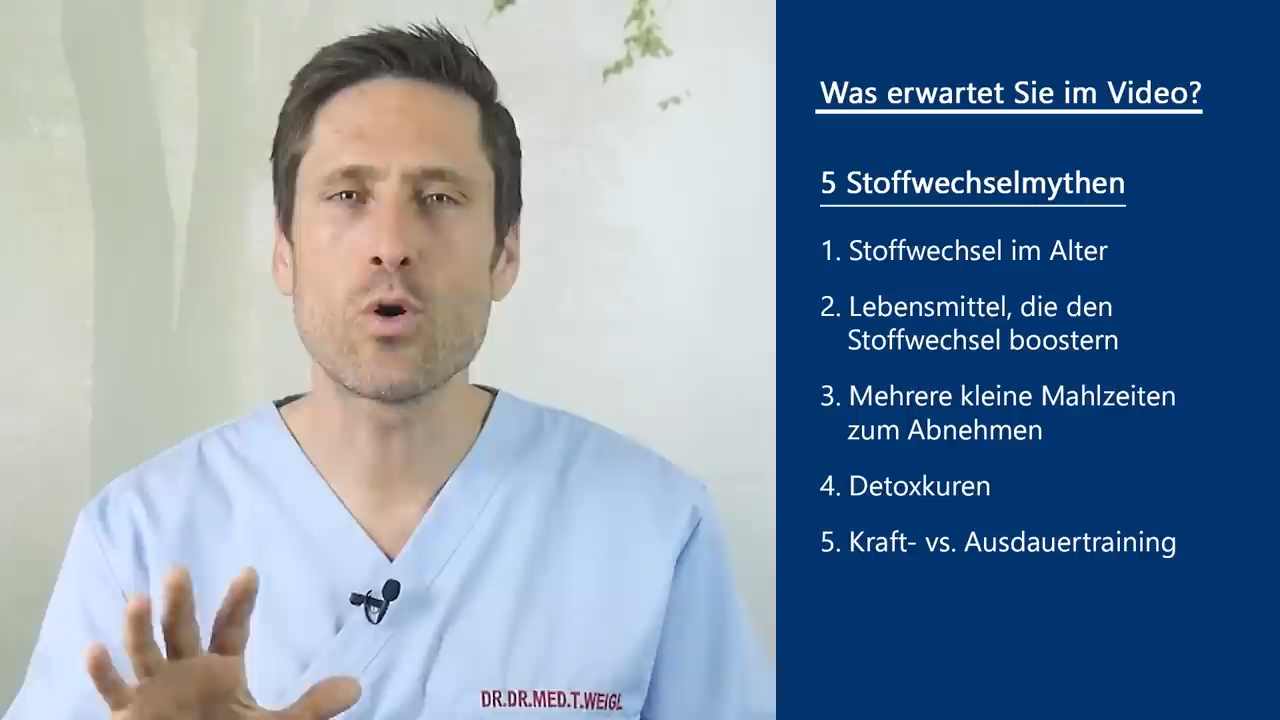 Was erwartet Sie im Video?
5 Stoffwechselmythen
1. Stoffwechsel im Alter
2. Lebensmittel, die den
Stoffwechsel boostern
3. Mehrere kleine Mahlzeiten
zum Abnehmen
4. Detoxkuren
5. Kraft- vs. Ausdauertraining
DR.DR.MED.T.WEIGL